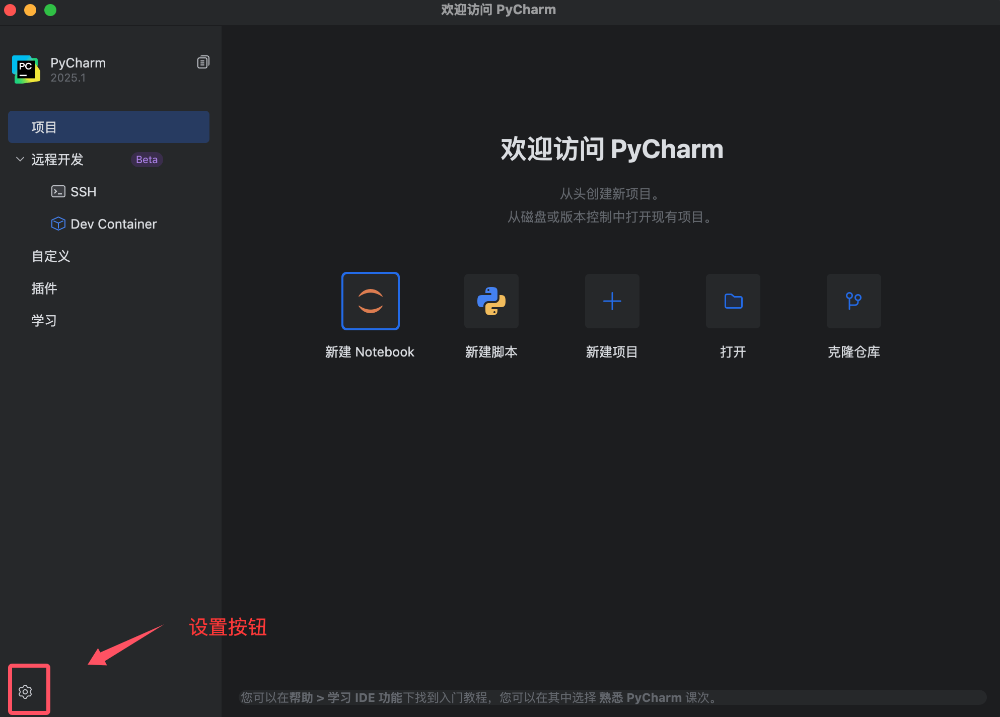 欢迎访问 PyCharm
PC
PyCharm
2025.1
项目
远程开发 Beta
SSH
Dev Container
自定义
插件
学习
欢迎访问 PyCharm
从头创建新项目。
从磁盘或版本控制中打开现有项目。
新建 Notebook
新建脚本
新建项目
打开
克隆仓库
设置按钮
您可以在帮助 > 学习 IDE 功能下找到入门教程，您可以在其中选择 熟悉 PyCharm 课次。